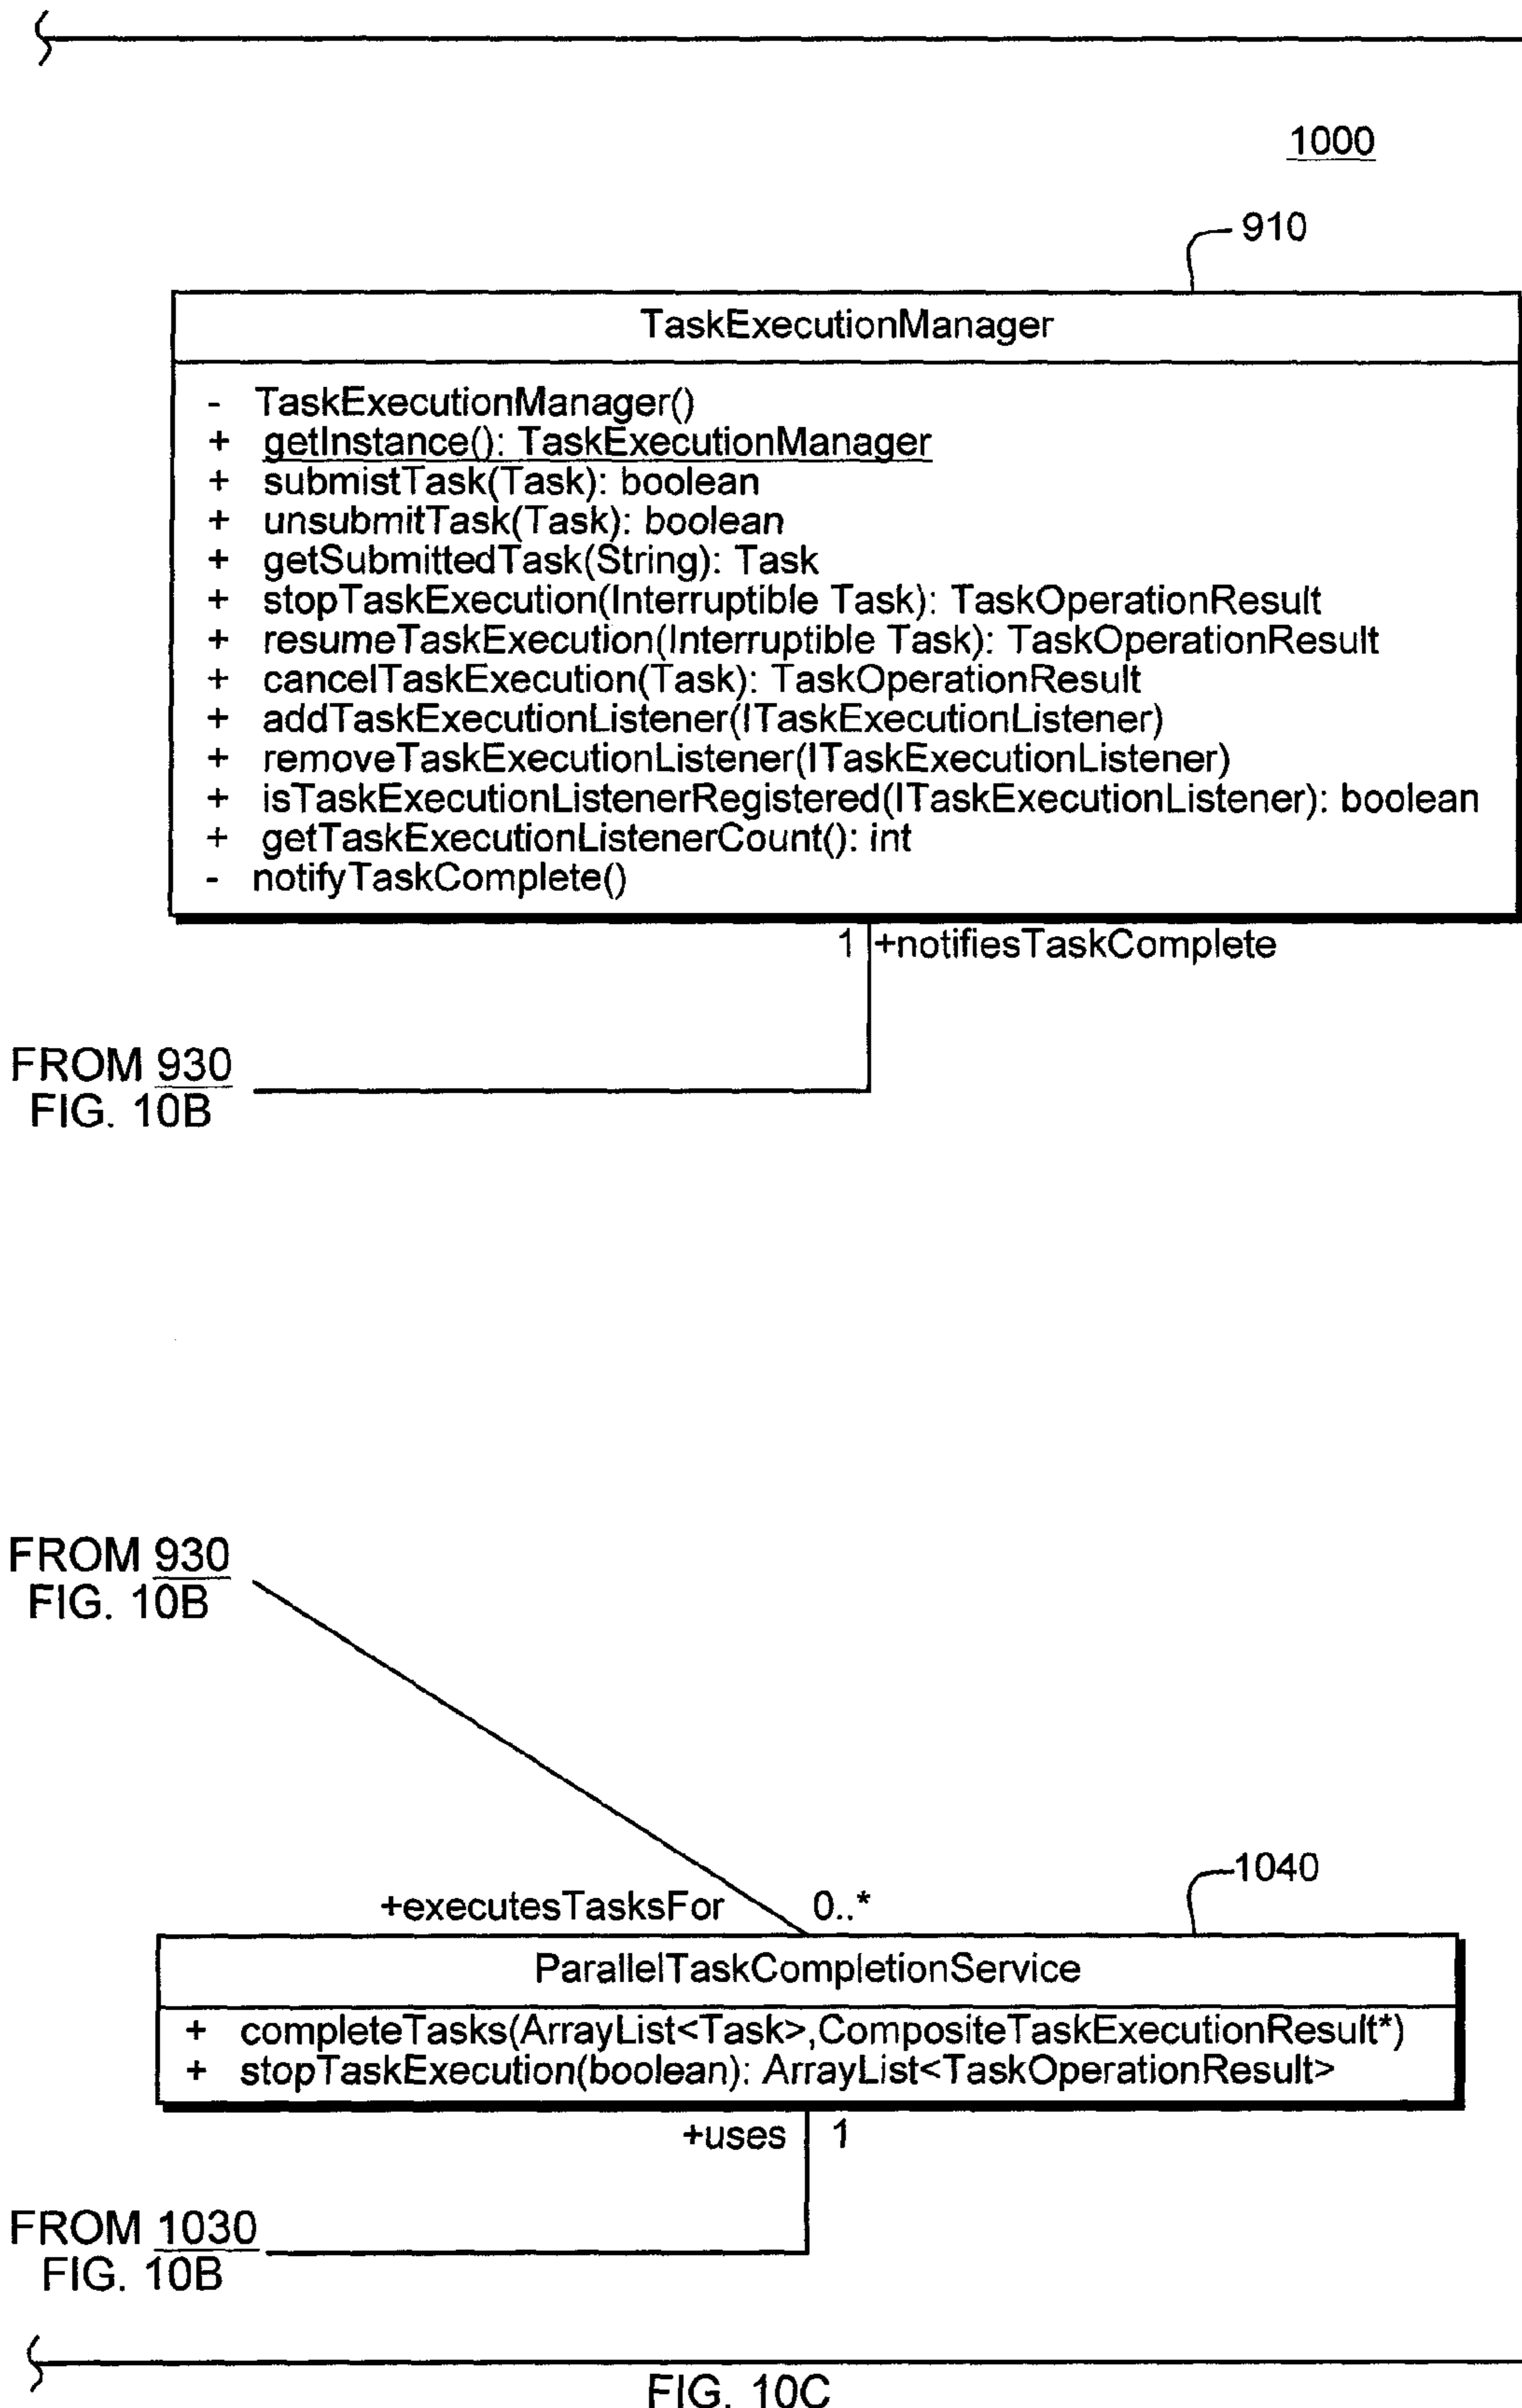 1000
910
TaskExecutionManager
- TaskExecutionManager()
+ getInstance(): TaskExecutionManager
+ submistTask(Task): boolean
+ unsubmitTask(Task): boolean
+ getSubmittedTask(String): Task
+ stopTaskExecution(Interruptible Task): TaskOperationResult
+ resumeTaskExecution(Interruptible Task): TaskOperationResult
+ cancelTaskExecution(Task): TaskOperationResult
+ addTaskExecutionListener(ITaskExecutionListener)
+ removeTaskExecutionListener(ITaskExecutionListener)
+ isTaskExecutionListenerRegistered(ITaskExecutionListener): boolean
+ getTaskExecutionListenerCount(): int
- notifyTaskComplete()
1 +notifiesTaskComplete
FROM 930
FIG. 10B
FROM 930
FIG. 10B
1040
+executesTasksFor 0..*
ParallelTaskCompletionService
+ completeTasks(ArrayList<Task>,CompositeTaskExecutionResult*)
+ stopTaskExecution(boolean): ArrayList<TaskOperationResult>
+uses 1
FROM 1030
FIG. 10B
FIG. 10C